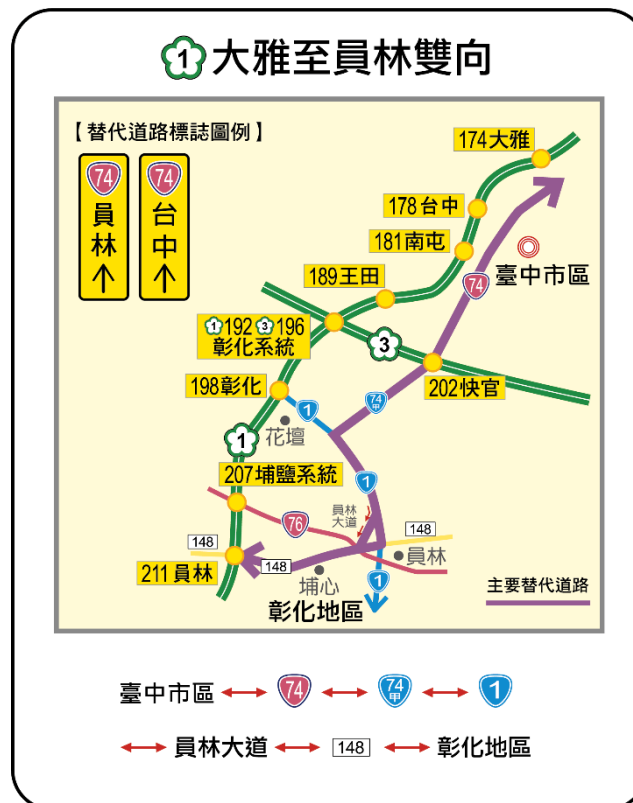 1 大雅至員林雙向
【替代道路標誌圖例】
74 員林↑
74 台中↑
174大雅
178台中
181南屯
臺中市區
74
189王田
1 192 3 196
彰化系統
3
202快官
198彰化
1
74甲
花壇
1
1
207埔鹽系統
員林
大道
76
148
148
員林
211員林
148
埔心
1
彰化地區
主要替代道路
臺中市區 ↔ 74 ↔ 74甲 ↔ 1
↔ 員林大道 ↔ 148 ↔ 彰化地區